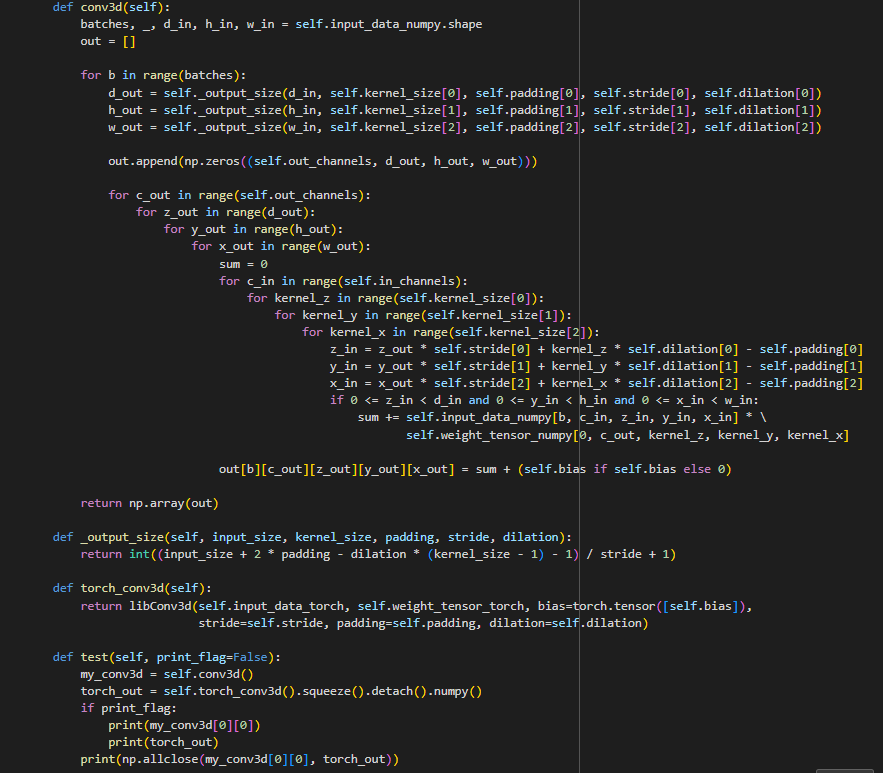 def conv3d(self):
    batches, _, d_in, h_in, w_in = self.input_data_numpy.shape
    out = []

    for b in range(batches):
        d_out = self._output_size(d_in, self.kernel_size[0], self.padding[0], self.stride[0], self.dilation[0])
        h_out = self._output_size(h_in, self.kernel_size[1], self.padding[1], self.stride[1], self.dilation[1])
        w_out = self._output_size(w_in, self.kernel_size[2], self.padding[2], self.stride[2], self.dilation[2])

        out.append(np.zeros((self.out_channels, d_out, h_out, w_out)))

        for c_out in range(self.out_channels):
            for z_out in range(d_out):
                for y_out in range(h_out):
                    for x_out in range(w_out):
                        sum = 0
                        for c_in in range(self.in_channels):
                            for kernel_z in range(self.kernel_size[0]):
                                for kernel_y in range(self.kernel_size[1]):
                                    for kernel_x in range(self.kernel_size[2]):
                                        z_in = z_out * self.stride[0] + kernel_z * self.dilation[0] - self.padding[0]
                                        y_in = y_out * self.stride[1] + kernel_y * self.dilation[1] - self.padding[1]
                                        x_in = x_out * self.stride[2] + kernel_x * self.dilation[2] - self.padding[2]
                                        if 0 <= z_in < d_in and 0 <= y_in < h_in and 0 <= x_in < w_in:
                                            sum += self.input_data_numpy[b, c_in, z_in, y_in, x_in] * \
                                                   self.weight_tensor_numpy[0, c_out, kernel_z, kernel_y, kernel_x]

                        out[b][c_out][z_out][y_out][x_out] = sum + (self.bias if self.bias else 0)

    return np.array(out)

def _output_size(self, input_size, kernel_size, padding, stride, dilation):
    return int((input_size + 2 * padding - dilation * (kernel_size - 1) - 1) / stride + 1)

def torch_conv3d(self):
    return libConv3d(self.input_data_torch, self.weight_tensor_torch, bias=torch.tensor([self.bias]),
                     stride=self.stride, padding=self.padding, dilation=self.dilation)

def test(self, print_flag=False):
    my_conv3d = self.conv3d()
    torch_out = self.torch_conv3d().squeeze().detach().numpy()
    if print_flag:
        print(my_conv3d[0][0])
        print(torch_out)
    print(np.allclose(my_conv3d[0][0], torch_out))